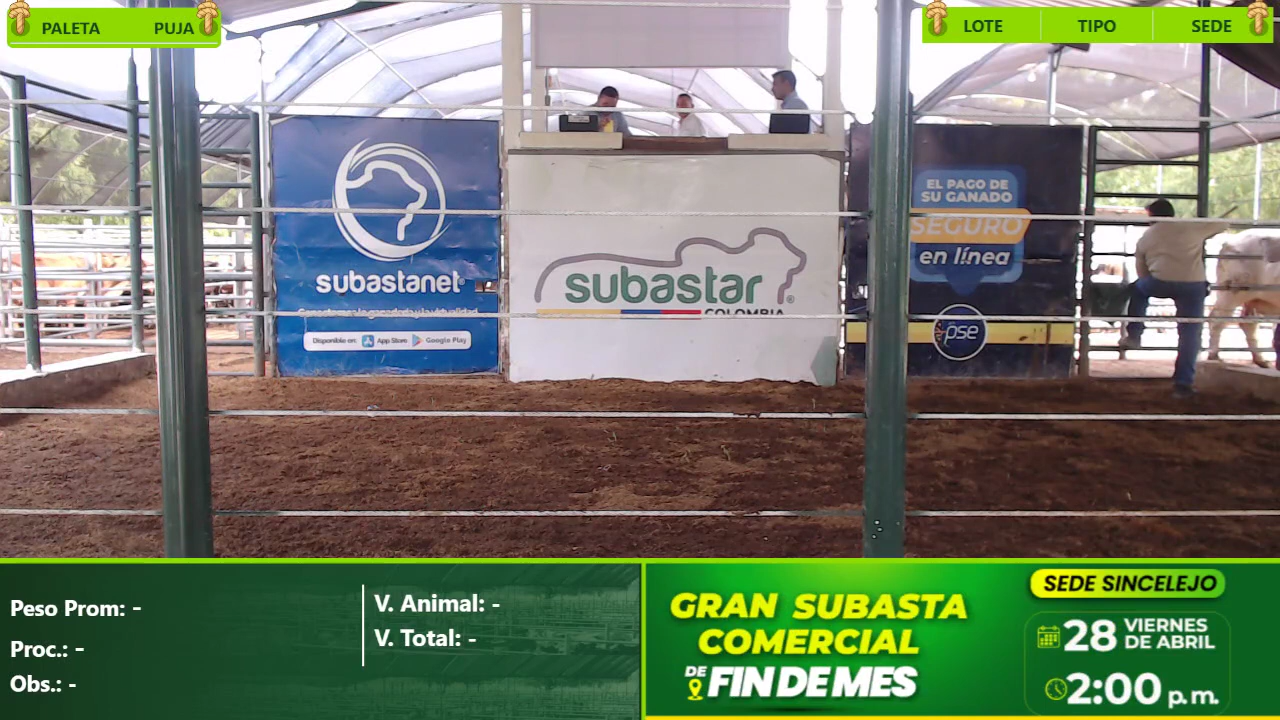 PALETA PUJA
LOTE TIPO SEDE
subastanet®
Disponible en: App Store Google Play
subastar®
COLOMBIA
EL PAGO DE
SU GANADO
SEGURO
en línea
pse
Peso Prom: -
Proc.: -
Obs.: -
V. Animal: -
V. Total: -
GRAN SUBASTA
COMERCIAL
DE FIN DE MES
SEDE SINCELEJO
28 VIERNES
DE ABRIL
2:00 p.m.